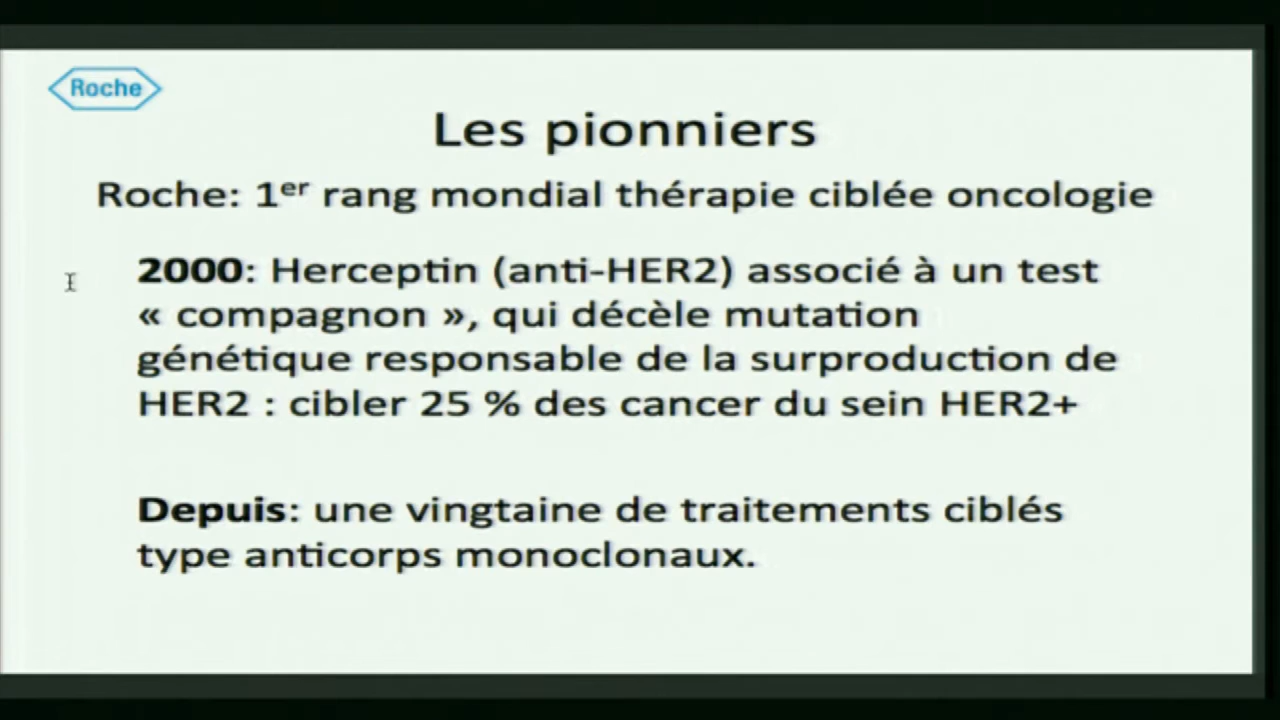 Roche
Les pionniers
Roche: 1er rang mondial thérapie ciblée oncologie
2000: Herceptin (anti-HER2) associé à un test
« compagnon », qui décèle mutation
génétique responsable de la surproduction de
HER2 : cibler 25 % des cancer du sein HER2+
Depuis: une vingtaine de traitements ciblés
type anticorps monoclonaux.